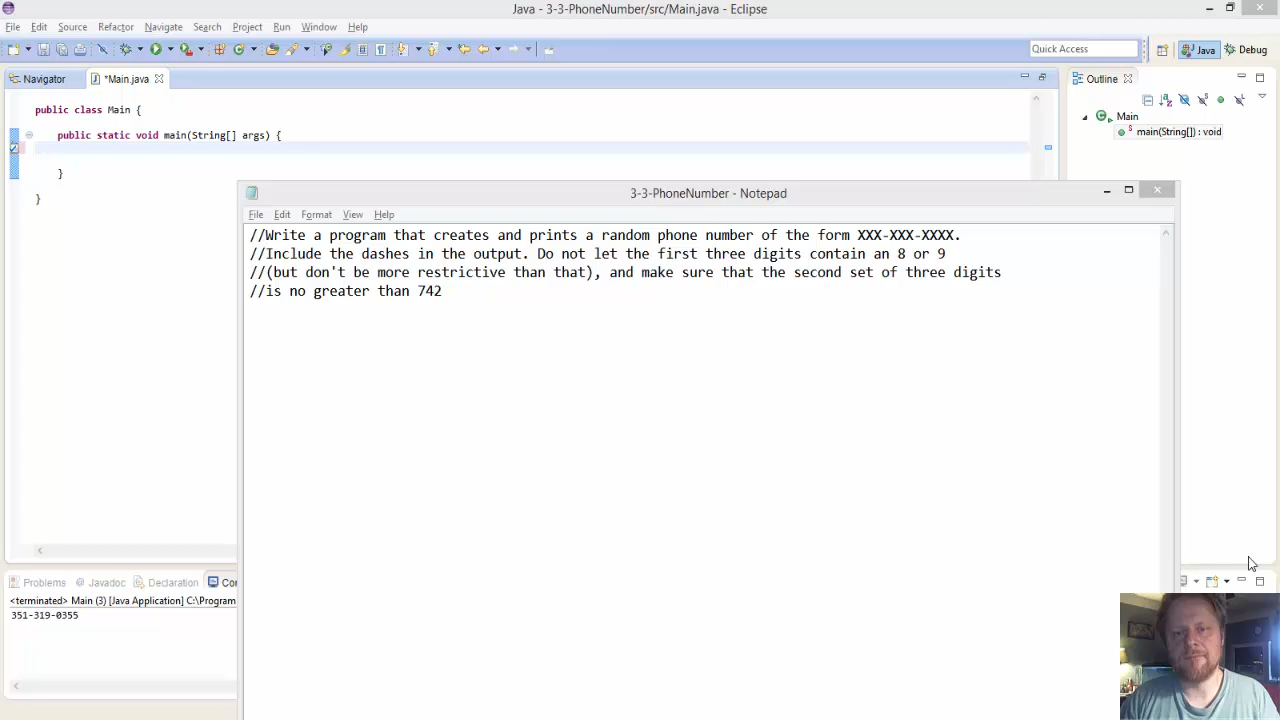 Java - 3-3-PhoneNumber/src/Main.java - Eclipse
File Edit Source Refactor Navigate Search Project Run Window Help
Quick Access
Java
Debug
Navigator
*Main.java
Outline
public class Main {
public static void main(String[] args) {
}
}
Main
main(String[]) : void
3-3-PhoneNumber - Notepad
File Edit Format View Help
//Write a program that creates and prints a random phone number of the form XXX-XXX-XXXX.
//Include the dashes in the output. Do not let the first three digits contain an 8 or 9
//(but don't be more restrictive than that), and make sure that the second set of three digits
//is no greater than 742
Problems @ Javadoc Declaration Con
<terminated> Main (3) [Java Application] C:\Program
351-319-0355